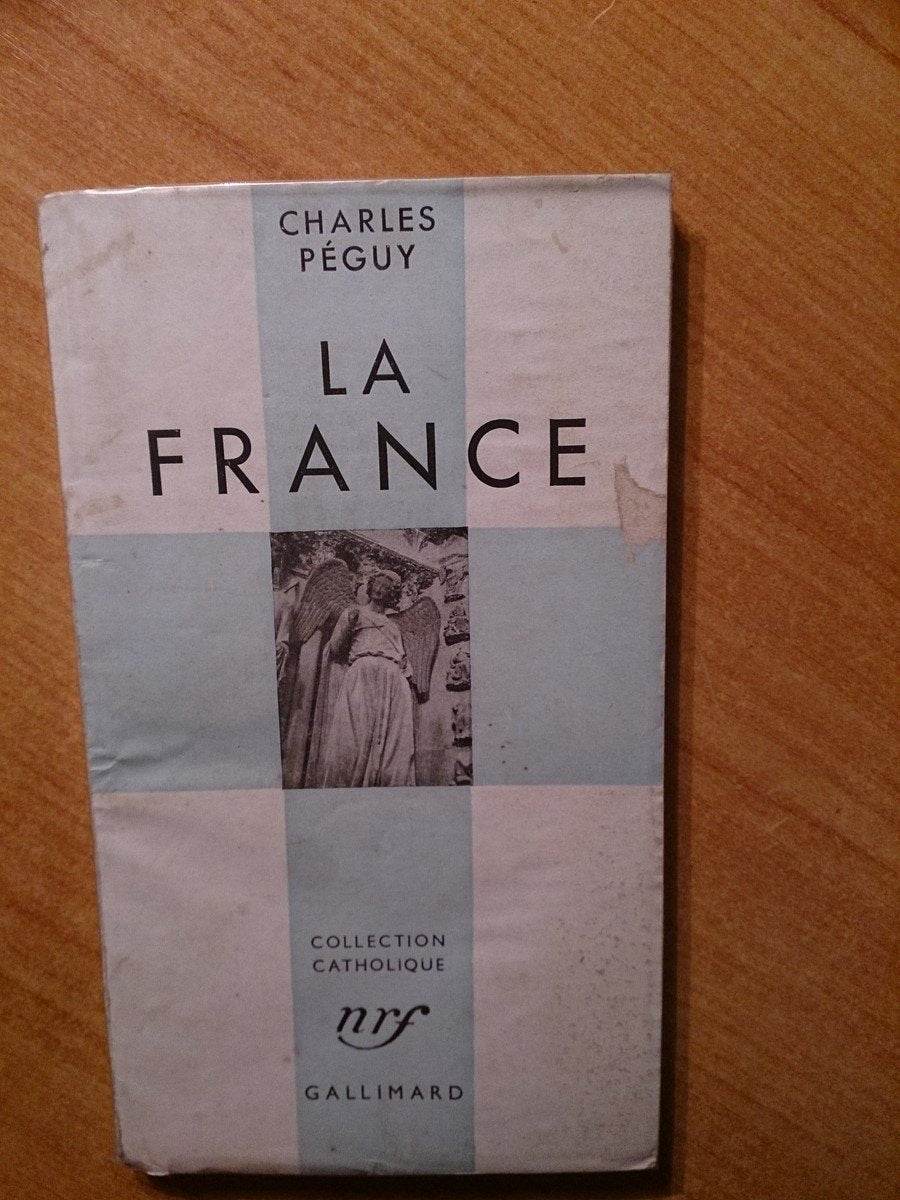 CHARLES
PÉGUY
LA
FRANCE
COLLECTION
CATHOLIQUE
nrf
GALLIMARD